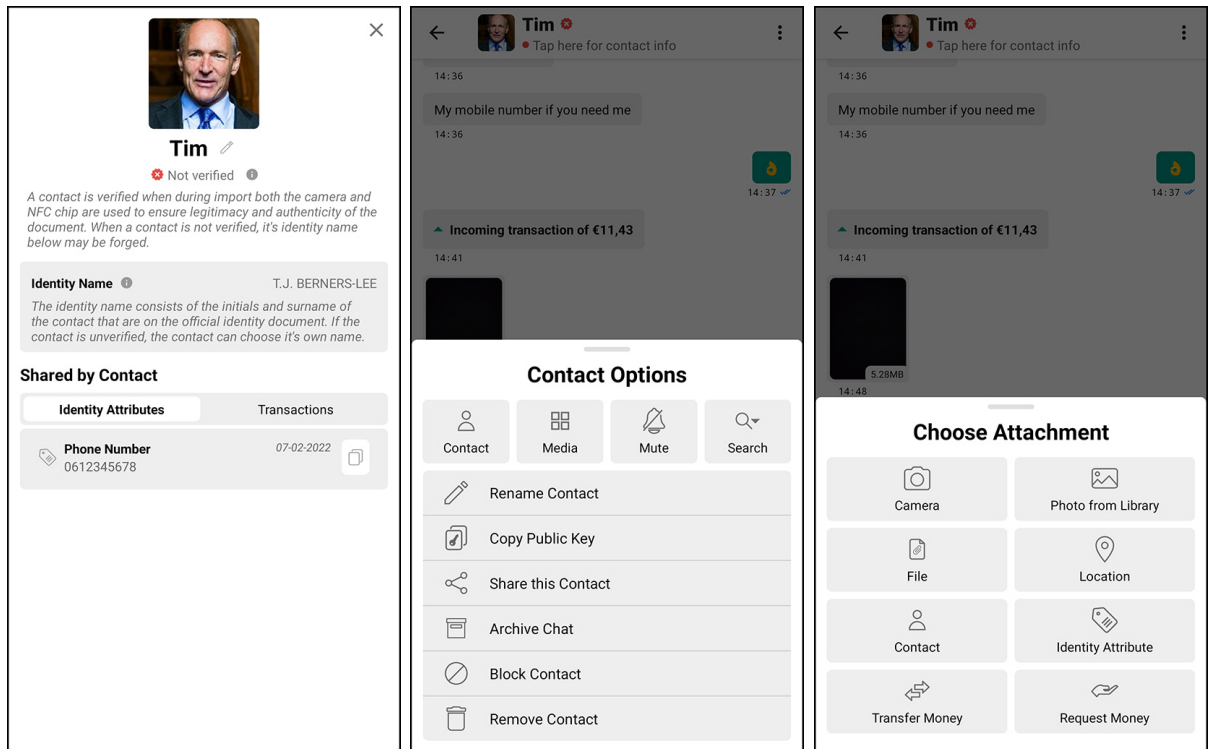 Tim
Not verified
A contact is verified when during import both the camera and
NFC chip are used to ensure legitimacy and authenticity of the
document. When a contact is not verified, it's identity name
below may be forged.
Identity Name
T.J. BERNERS-LEE
The identity name consists of the initials and surname of
the contact that are on the official identity document. If the
contact is unverified, the contact can choose it's own name.
Shared by Contact
Identity Attributes
Transactions
Phone Number
07-02-2022
0612345678
Tim
Tap here for contact info
14:36
My mobile number if you need me
14:36
14:37
Incoming transaction of €11,43
14:41
Contact Options
Contact
Media
Mute
Search
Rename Contact
Copy Public Key
Share this Contact
Archive Chat
Block Contact
Remove Contact
Tim
Tap here for contact info
14:36
My mobile number if you need me
14:36
14:37
Incoming transaction of €11,43
14:41
5.28MB
14:48
Choose Attachment
Camera
Photo from Library
File
Location
Contact
Identity Attribute
Transfer Money
Request Money